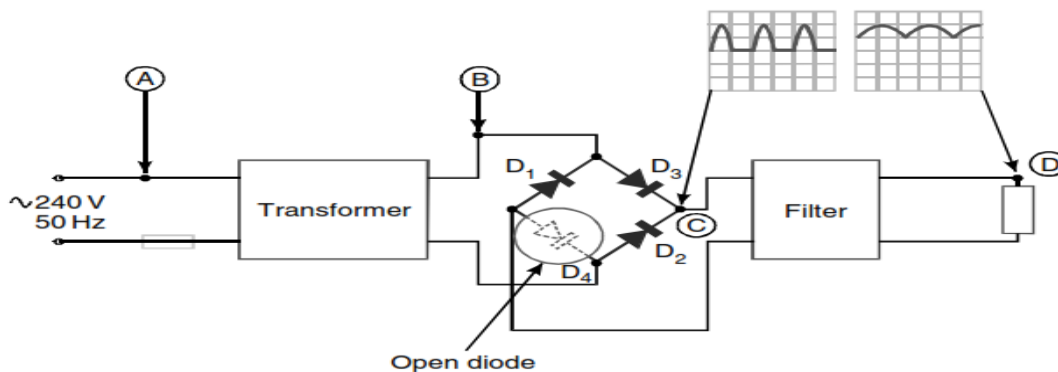 A
B
D₁
D₃
D
240 V
50 Hz
Transformer
Filter
C
D₂
D₄
Open diode